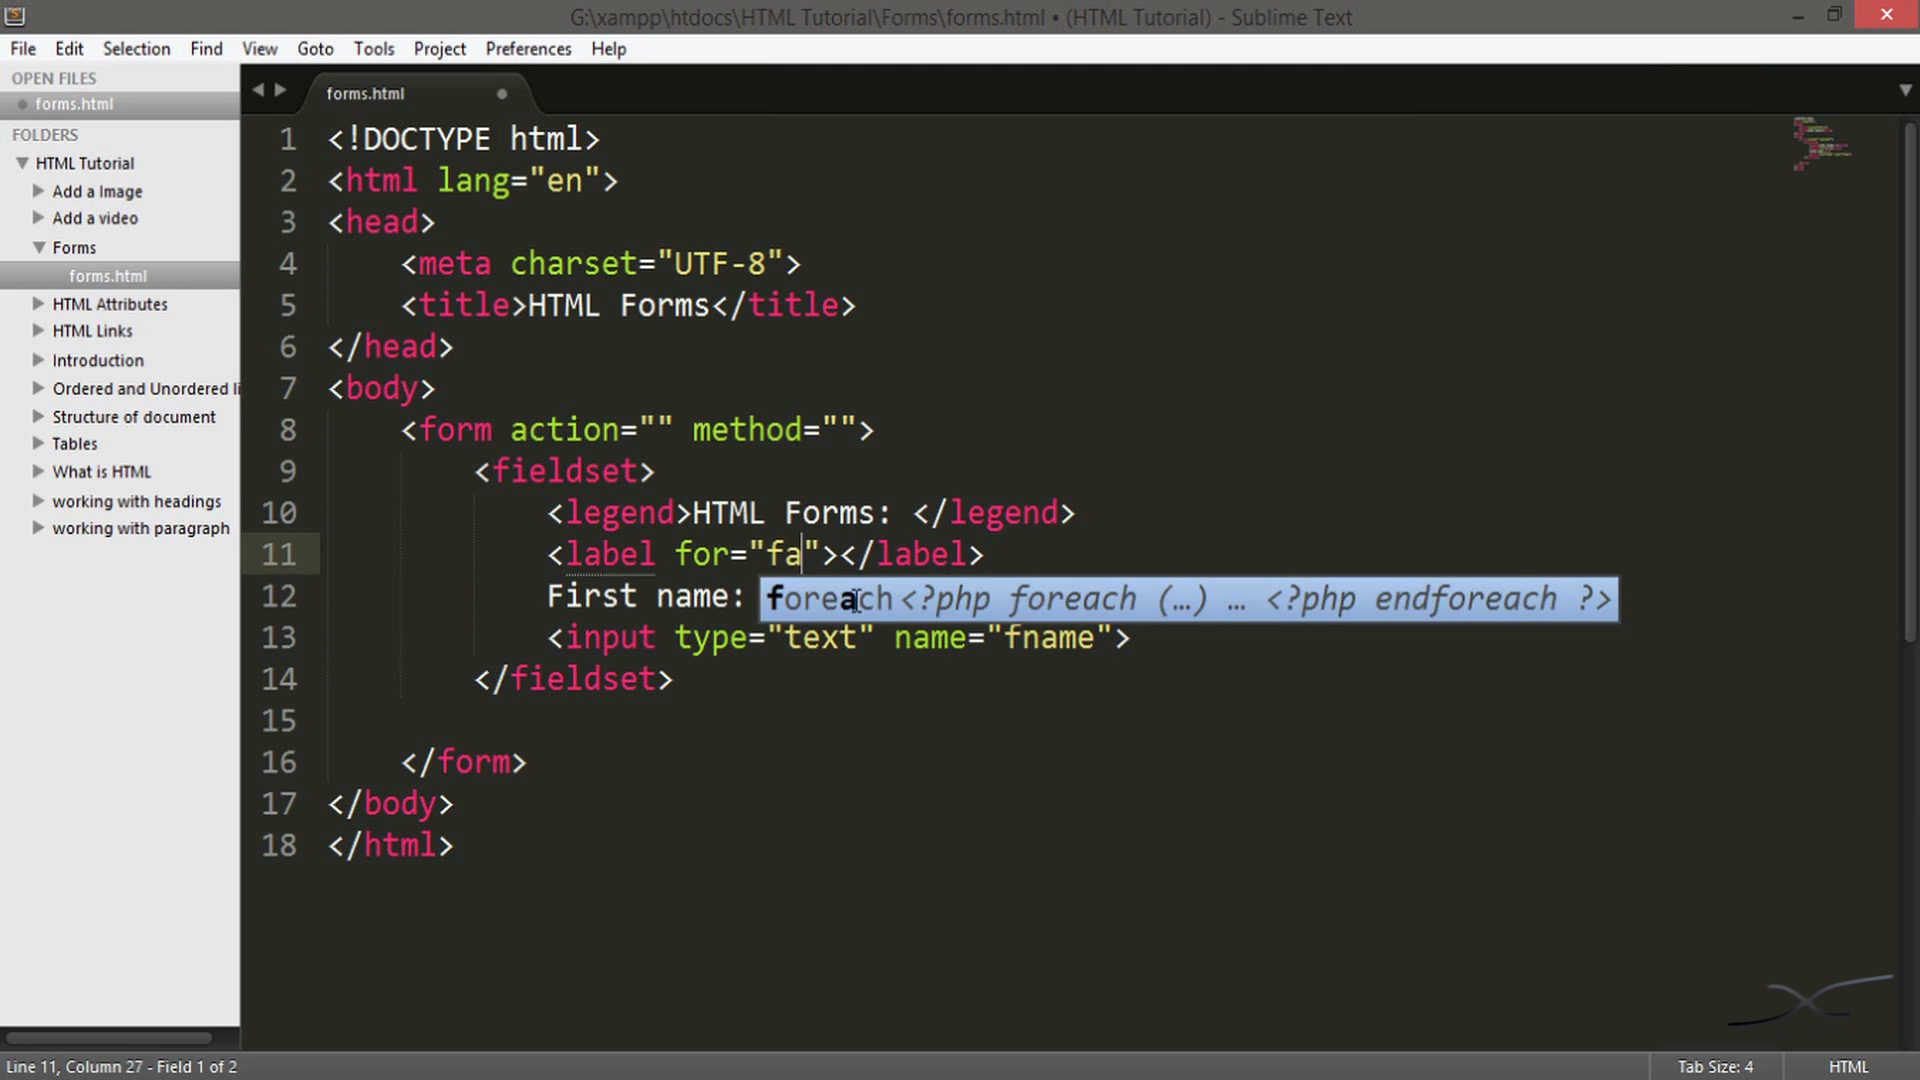 G:\xampp\htdocs\HTML Tutorial\Forms\forms.html • (HTML Tutorial) - Sublime Text
File Edit Selection Find View Goto Tools Project Preferences Help
OPEN FILES
forms.html
FOLDERS
HTML Tutorial
Add a Image
Add a video
Forms
forms.html
HTML Attributes
HTML Links
Introduction
Ordered and Unordered li
Structure of document
Tables
What is HTML
working with headings
working with paragraph
forms.html
1 <!DOCTYPE html>
2 <html lang="en">
3 <head>
4 <meta charset="UTF-8">
5 <title>HTML Forms</title>
6 </head>
7 <body>
8 <form action="" method="">
9 <fieldset>
10 <legend>HTML Forms: </legend>
11 <label for="fa"></label>
12 First name:
foreach <?php foreach (…) … <?php endforeach ?>
13 <input type="text" name="fname">
14 </fieldset>
15
16 </form>
17 </body>
18 </html>
Line 11, Column 27 - Field 1 of 2
Tab Size: 4
HTML